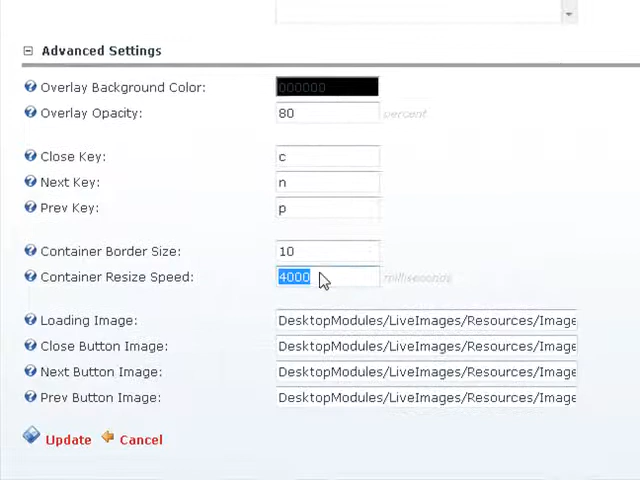 Advanced Settings
Overlay Background Color: 000000
Overlay Opacity: 80 percent
Close Key: c
Next Key: n
Prev Key: p
Container Border Size: 10
Container Resize Speed: 4000 milliseconds
Loading Image: DesktopModules/LiveImages/Resources/Image
Close Button Image: DesktopModules/LiveImages/Resources/Image
Next Button Image: DesktopModules/LiveImages/Resources/Image
Prev Button Image: DesktopModules/LiveImages/Resources/Image
Update Cancel